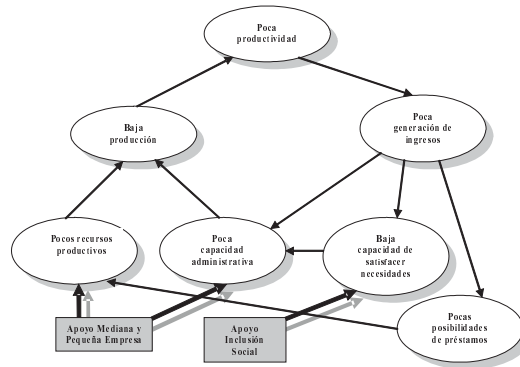 Poca
productividad
Baja
producción
Poca
generación de
ingresos
Pocos recursos
productivos
Poca
capacidad
administrativa
Baja
capacidad de
satisfacer
necesidades
Pocas
posibilidades
de préstamos
Apoyo Mediana y
Pequeña Empresa
Apoyo
Inclusión
Social